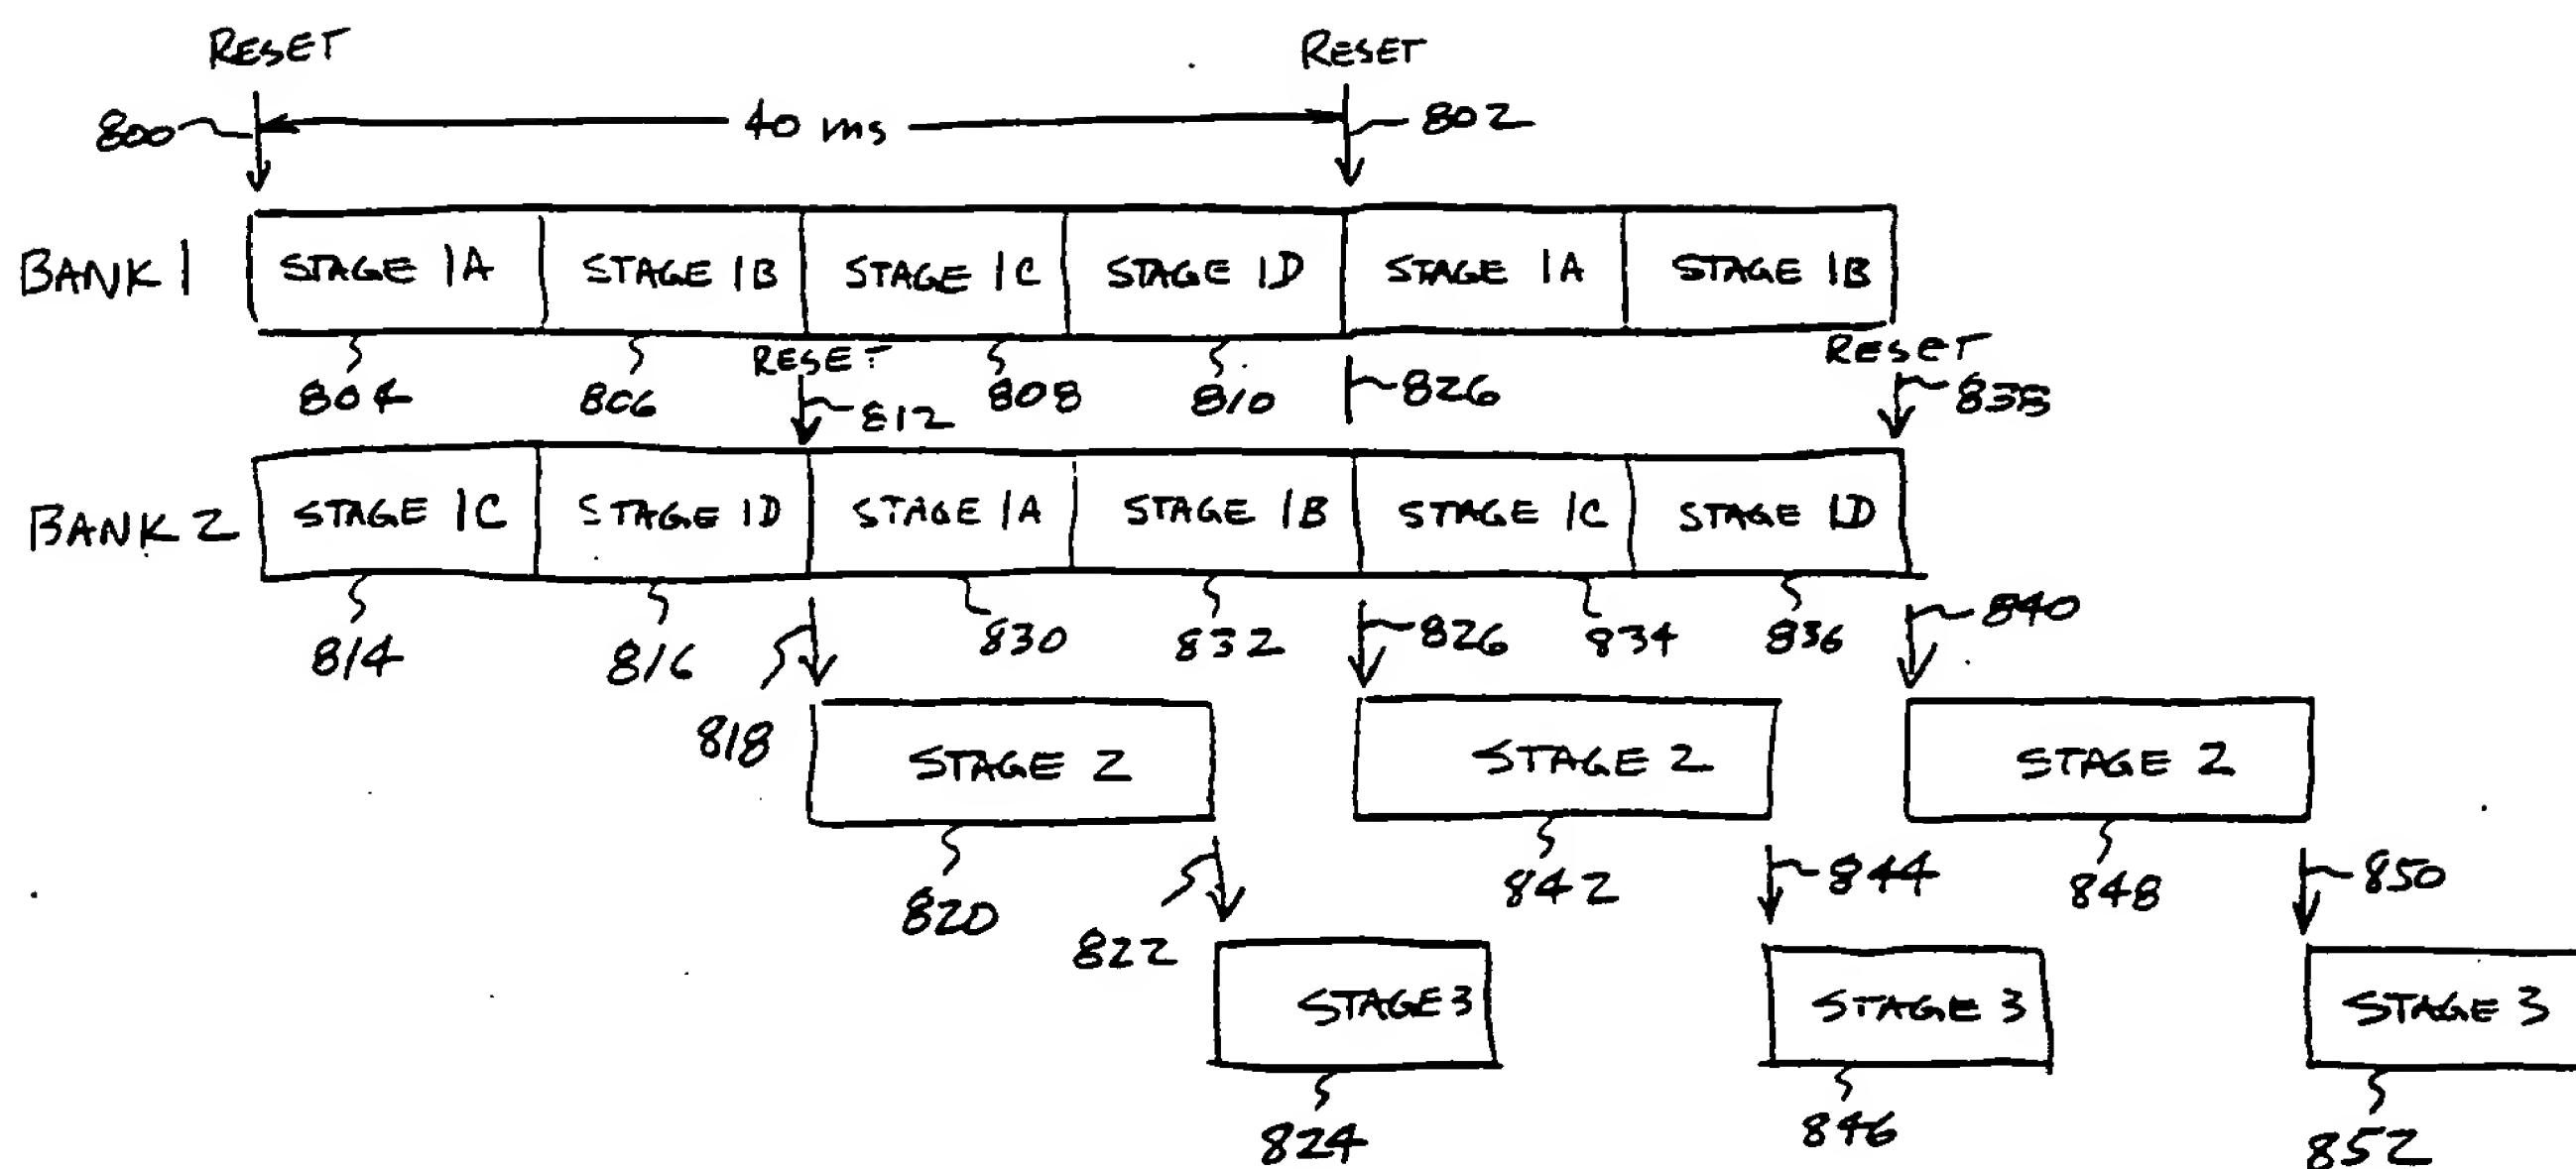 RESET RESET
800 40 ms 802
BANK 1 STAGE 1A STAGE 1B STAGE 1C STAGE 1D STAGE 1A STAGE 1B
RESET RESET
804 806 812 808 810 826 838
BANK 2 STAGE 1C STAGE 1D STAGE 1A STAGE 1B STAGE 1C STAGE 1D
814 816 818 830 832 826 834 836 840
STAGE 2 STAGE 2 STAGE 2
820 822 842 844 848 850
STAGE 3 STAGE 3 STAGE 3
824 846 852